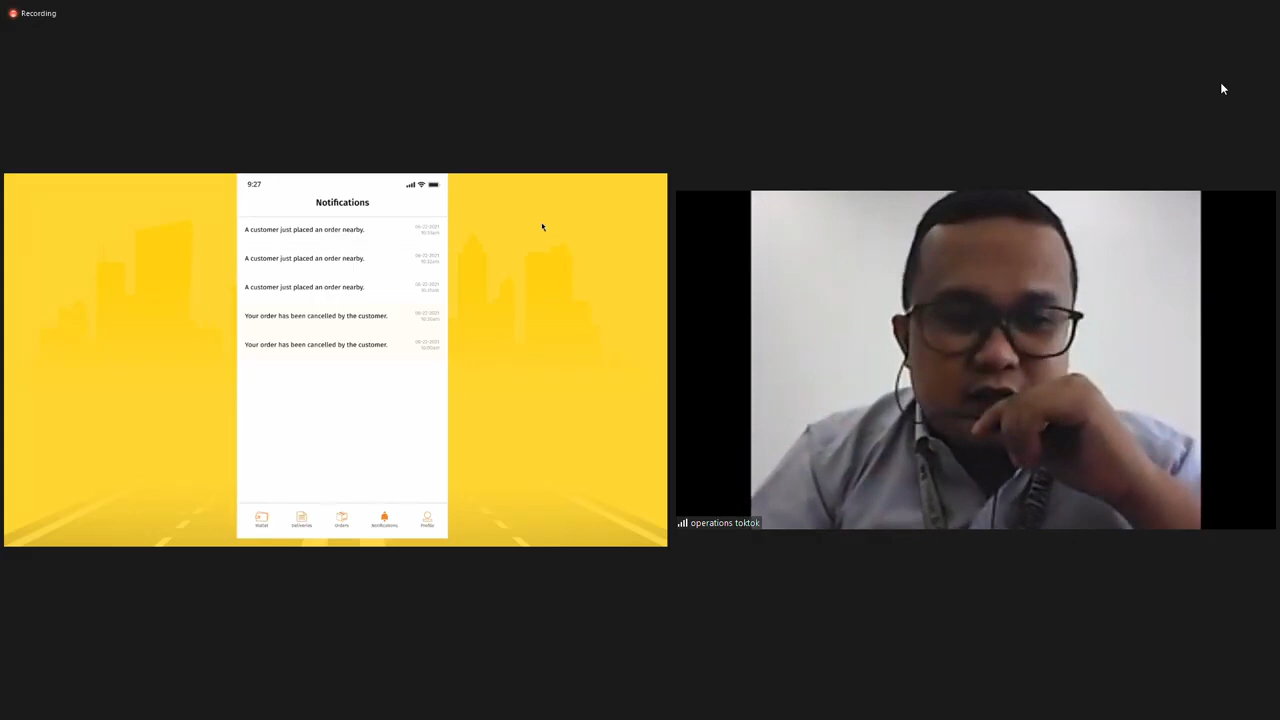 Recording
9:27
Notifications
A customer just placed an order nearby.
A customer just placed an order nearby.
A customer just placed an order nearby.
Your order has been cancelled by the customer.
Your order has been cancelled by the customer.
Wallet
Deliveries
Orders
Notifications
Profile
operations toktok